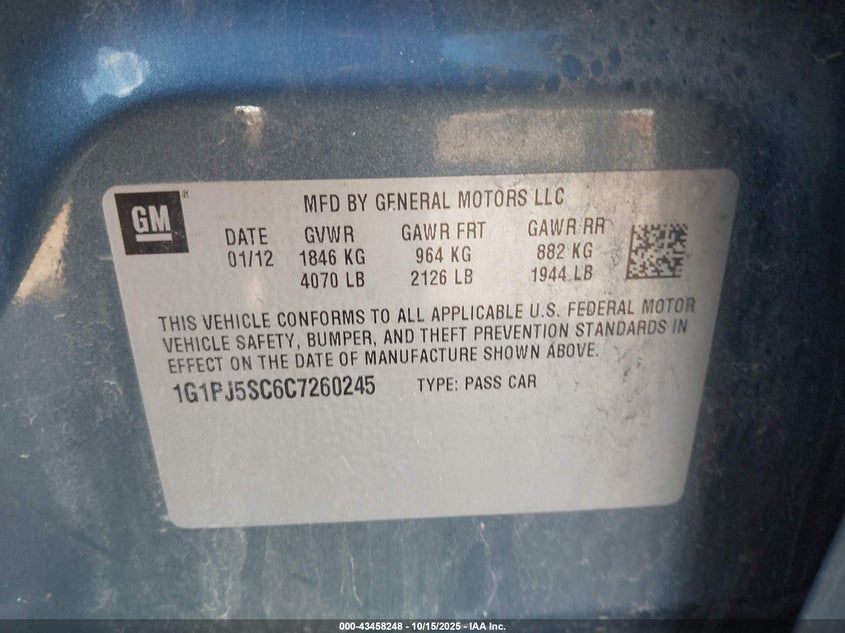 GM ®
MFD BY GENERAL MOTORS LLC
DATE GVWR GAWR FRT GAWR RR
01/12 1846 KG 964 KG 882 KG
4070 LB 2126 LB 1944 LB
THIS VEHICLE CONFORMS TO ALL APPLICABLE U.S. FEDERAL MOTOR
VEHICLE SAFETY, BUMPER, AND THEFT PREVENTION STANDARDS IN
EFFECT ON THE DATE OF MANUFACTURE SHOWN ABOVE.
1G1PJ5SC6C7260245 TYPE: PASS CAR
000-43458248 - 10/15/2025 - IAA Inc.